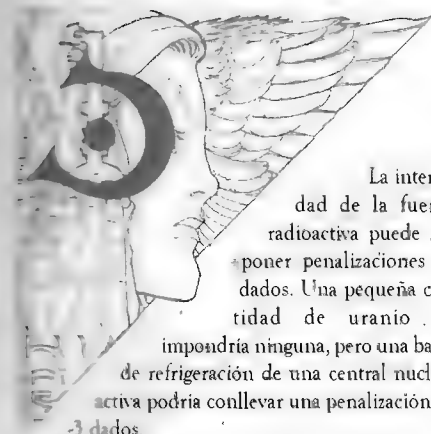 La inter
dad de la fuer
radioactiva puede
poner penalizaciones
dados. Una pequeña c
tidad de uranio
impondría ninguna, pero una ba
de refrigeración de una central nucl
activa podría conllevar una penalización
-3 dados